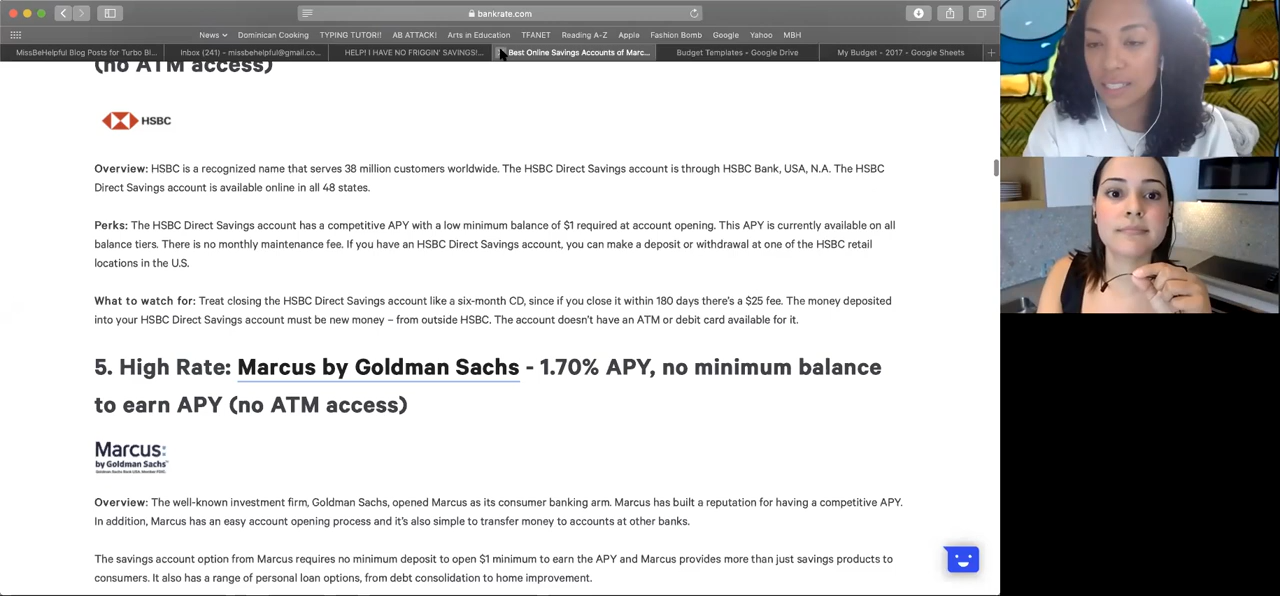 bankrate.com
News Dominican Cooking TYPING TUTOR!! AB ATTACK! Arts in Education TFANET Reading A-Z Appia Fashion Bomb Google Yahoo MBH
MissBeHelpful Blog Posts for Turbo Bl... Inbox (241) – missbehelpful@gmail.co... HELP! I HAVE NO FRIGGIN' SAVINGS!... Best Online Savings Accounts of Marc... Budget Templates - Google Drive My Budget - 2017 - Google Sheets
(no ATM access)
HSBC
Overview: HSBC is a recognized name that serves 38 million customers worldwide. The HSBC Direct Savings account is through HSBC Bank, USA, N.A. The HSBC
Direct Savings account is available online in all 48 states.
Perks: The HSBC Direct Savings account has a competitive APY with a low minimum balance of $1 required at account opening. This APY is currently available on all
balance tiers. There is no monthly maintenance fee. If you have an HSBC Direct Savings account, you can make a deposit or withdrawal at one of the HSBC retail
locations in the U.S.
What to watch for: Treat closing the HSBC Direct Savings account like a six-month CD, since if you close it within 180 days there's a $25 fee. The money deposited
into your HSBC Direct Savings account must be new money – from outside HSBC. The account doesn't have an ATM or debit card available for it.
5. High Rate: Marcus by Goldman Sachs - 1.70% APY, no minimum balance
to earn APY (no ATM access)
Marcus:
by Goldman Sachs
Overview: The well-known investment firm, Goldman Sachs, opened Marcus as its consumer banking arm. Marcus has built a reputation for having a competitive APY.
In addition, Marcus has an easy account opening process and it's also simple to transfer money to accounts at other banks.
The savings account option from Marcus requires no minimum deposit to open $1 minimum to earn the APY and Marcus provides more than just savings products to
consumers. It also has a range of personal loan options, from debt consolidation to home improvement.